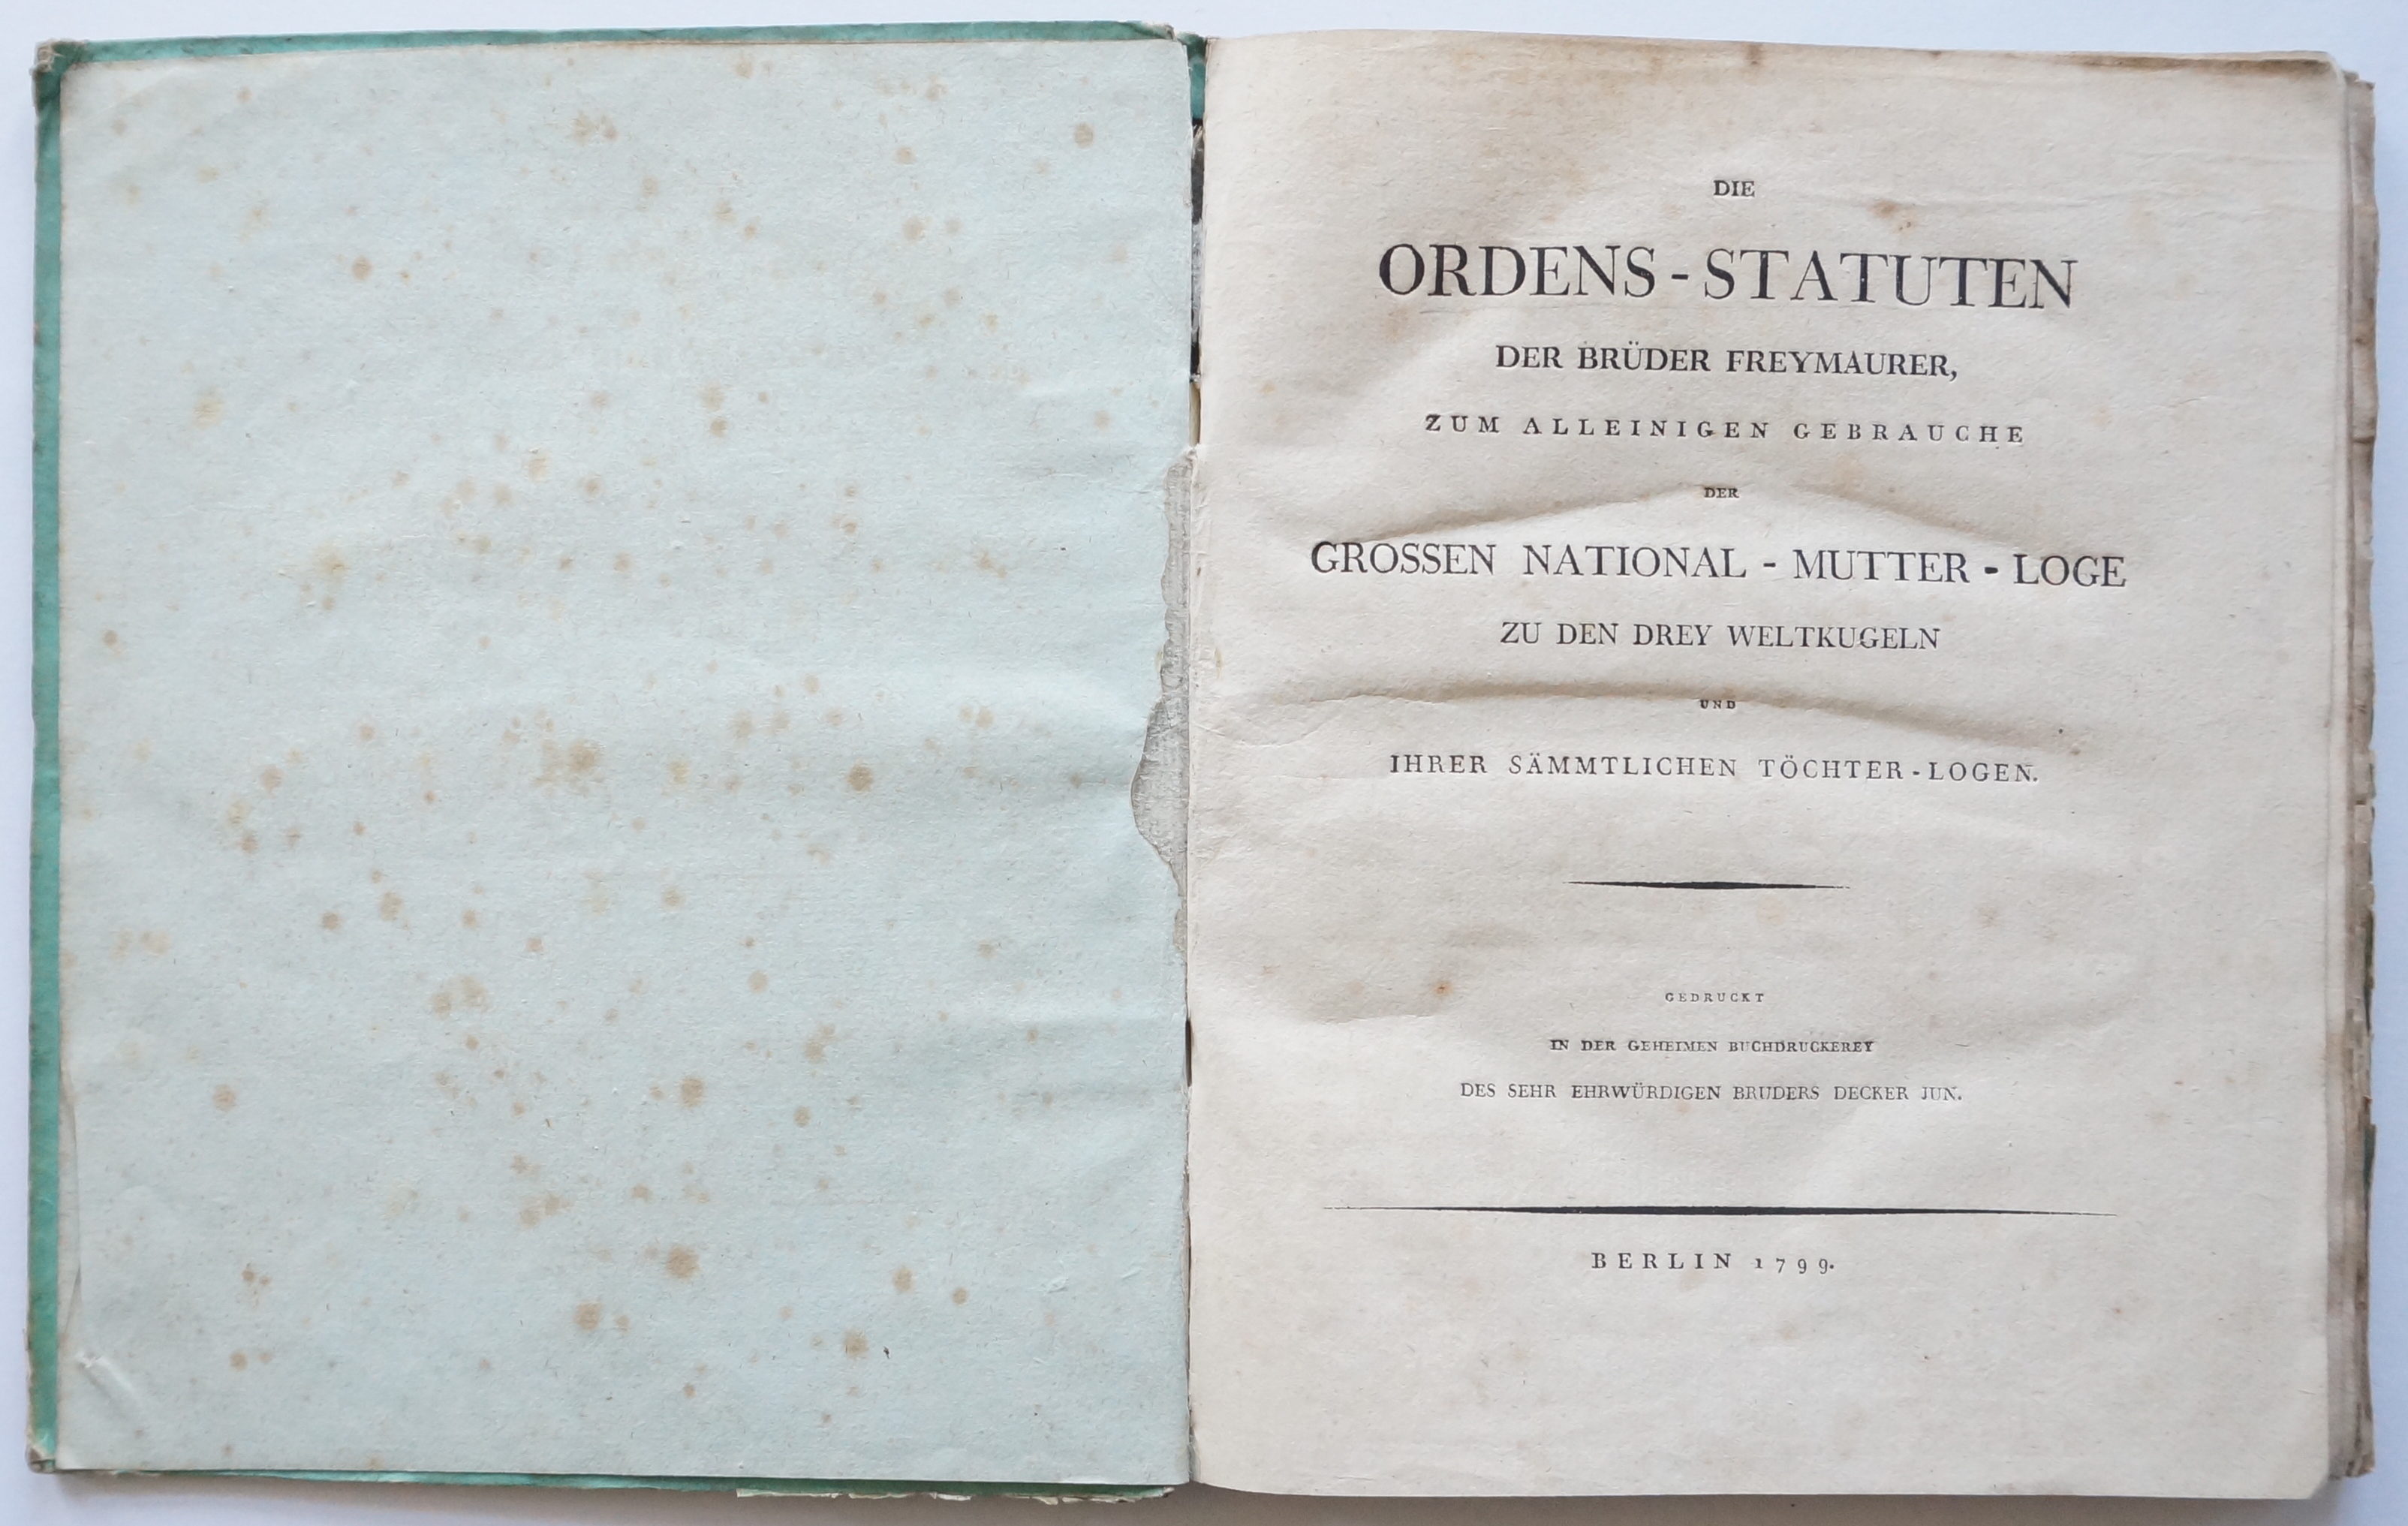 DIE
ORDENS-STATUTEN
DER BRÜDER FREYMAURER,
ZUM ALLEINIGEN GEBRAUCHE
DER
GROSSEN NATIONAL - MUTTER - LOGE
ZU DEN DREY WELTKUGELN
UND
IHRER SÄMMTLICHEN TÖCHTER-LOGEN.
GEDRUCKT
IN DER GEHEIMEN BUCHDRUCKEREY
DES SEHR EHRWÜRDIGEN BRUDERS DECKER JUN.
BERLIN 1799.